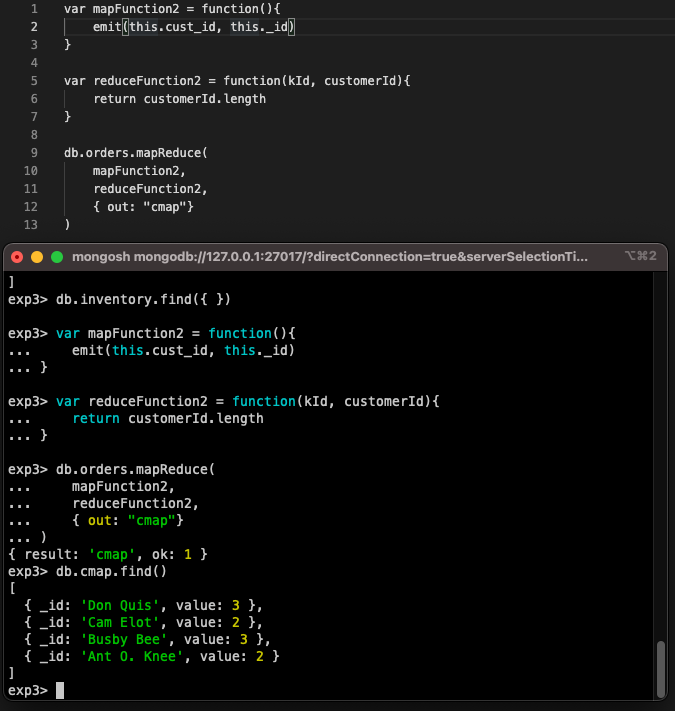 1 var mapFunction2 = function(){
2 emit(this.cust_id, this._id)
3 }
4
5 var reduceFunction2 = function(kId, customerId){
6 return customerId.length
7 }
8
9 db.orders.mapReduce(
10 mapFunction2,
11 reduceFunction2,
12 { out: "cmap"}
13 )
mongosh mongodb://127.0.0.1:27017/?directConnection=true&serverSelectionTi... ⌥⌘2
]
exp3> db.inventory.find({ })
exp3> var mapFunction2 = function(){
... emit(this.cust_id, this._id)
... }
exp3> var reduceFunction2 = function(kId, customerId){
... return customerId.length
... }
exp3> db.orders.mapReduce(
... mapFunction2,
... reduceFunction2,
... { out: "cmap"}
... )
{ result: 'cmap', ok: 1 }
exp3> db.cmap.find()
[
{ _id: 'Don Quis', value: 3 },
{ _id: 'Cam Elot', value: 2 },
{ _id: 'Busby Bee', value: 3 },
{ _id: 'Ant O. Knee', value: 2 }
]
exp3>